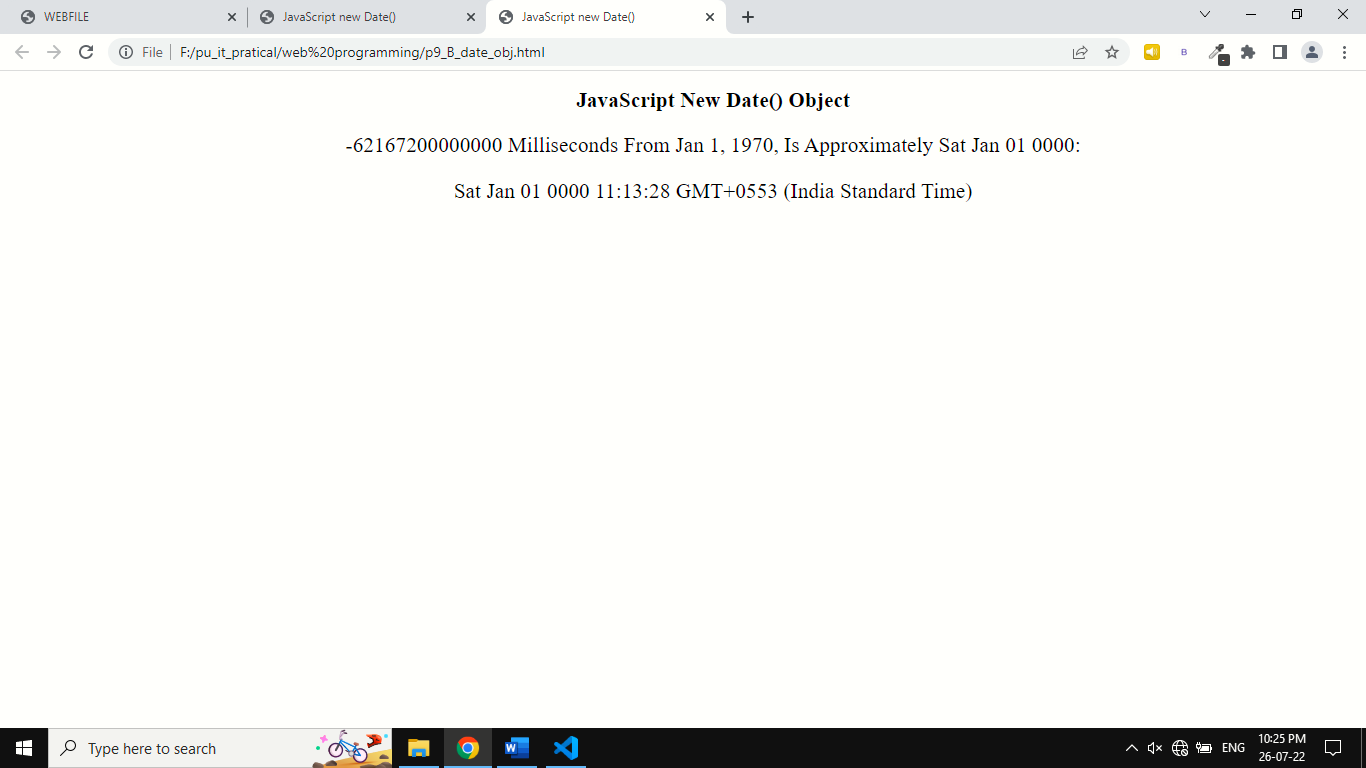 WEBFILE
JavaScript new Date()
JavaScript new Date()
File
F:/pu_it_pratical/web%20programming/p9_B_date_obj.html
B
JavaScript New Date() Object
-62167200000000 Milliseconds From Jan 1, 1970, Is Approximately Sat Jan 01 0000:
Sat Jan 01 0000 11:13:28 GMT+0553 (India Standard Time)
Type here to search
ENG
10:25 PM
26-07-22